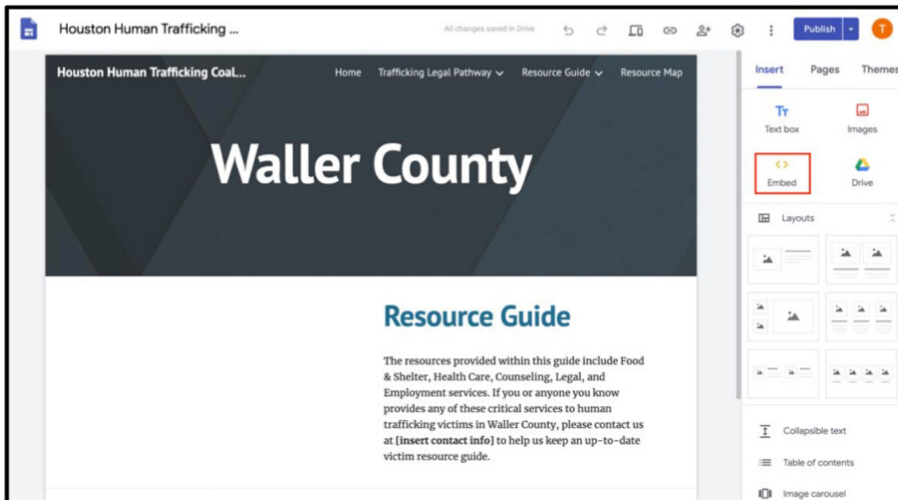 Houston Human Trafficking ...
All changes saved in Drive
Publish
T
Houston Human Trafficking Coal...
Home
Trafficking Legal Pathway
Resource Guide
Resource Map
Waller County
Resource Guide
The resources provided within this guide include Food
& Shelter, Health Care, Counseling, Legal, and
Employment services. If you or anyone you know
provides any of these critical services to human
trafficking victims in Waller County, please contact us
at [insert contact info] to help us keep an up-to-date
victim resource guide.
Insert
Pages
Themes
Tт
Text box
Images
Embed
Drive
Layouts
Collapsible text
Table of contents
Image carousel